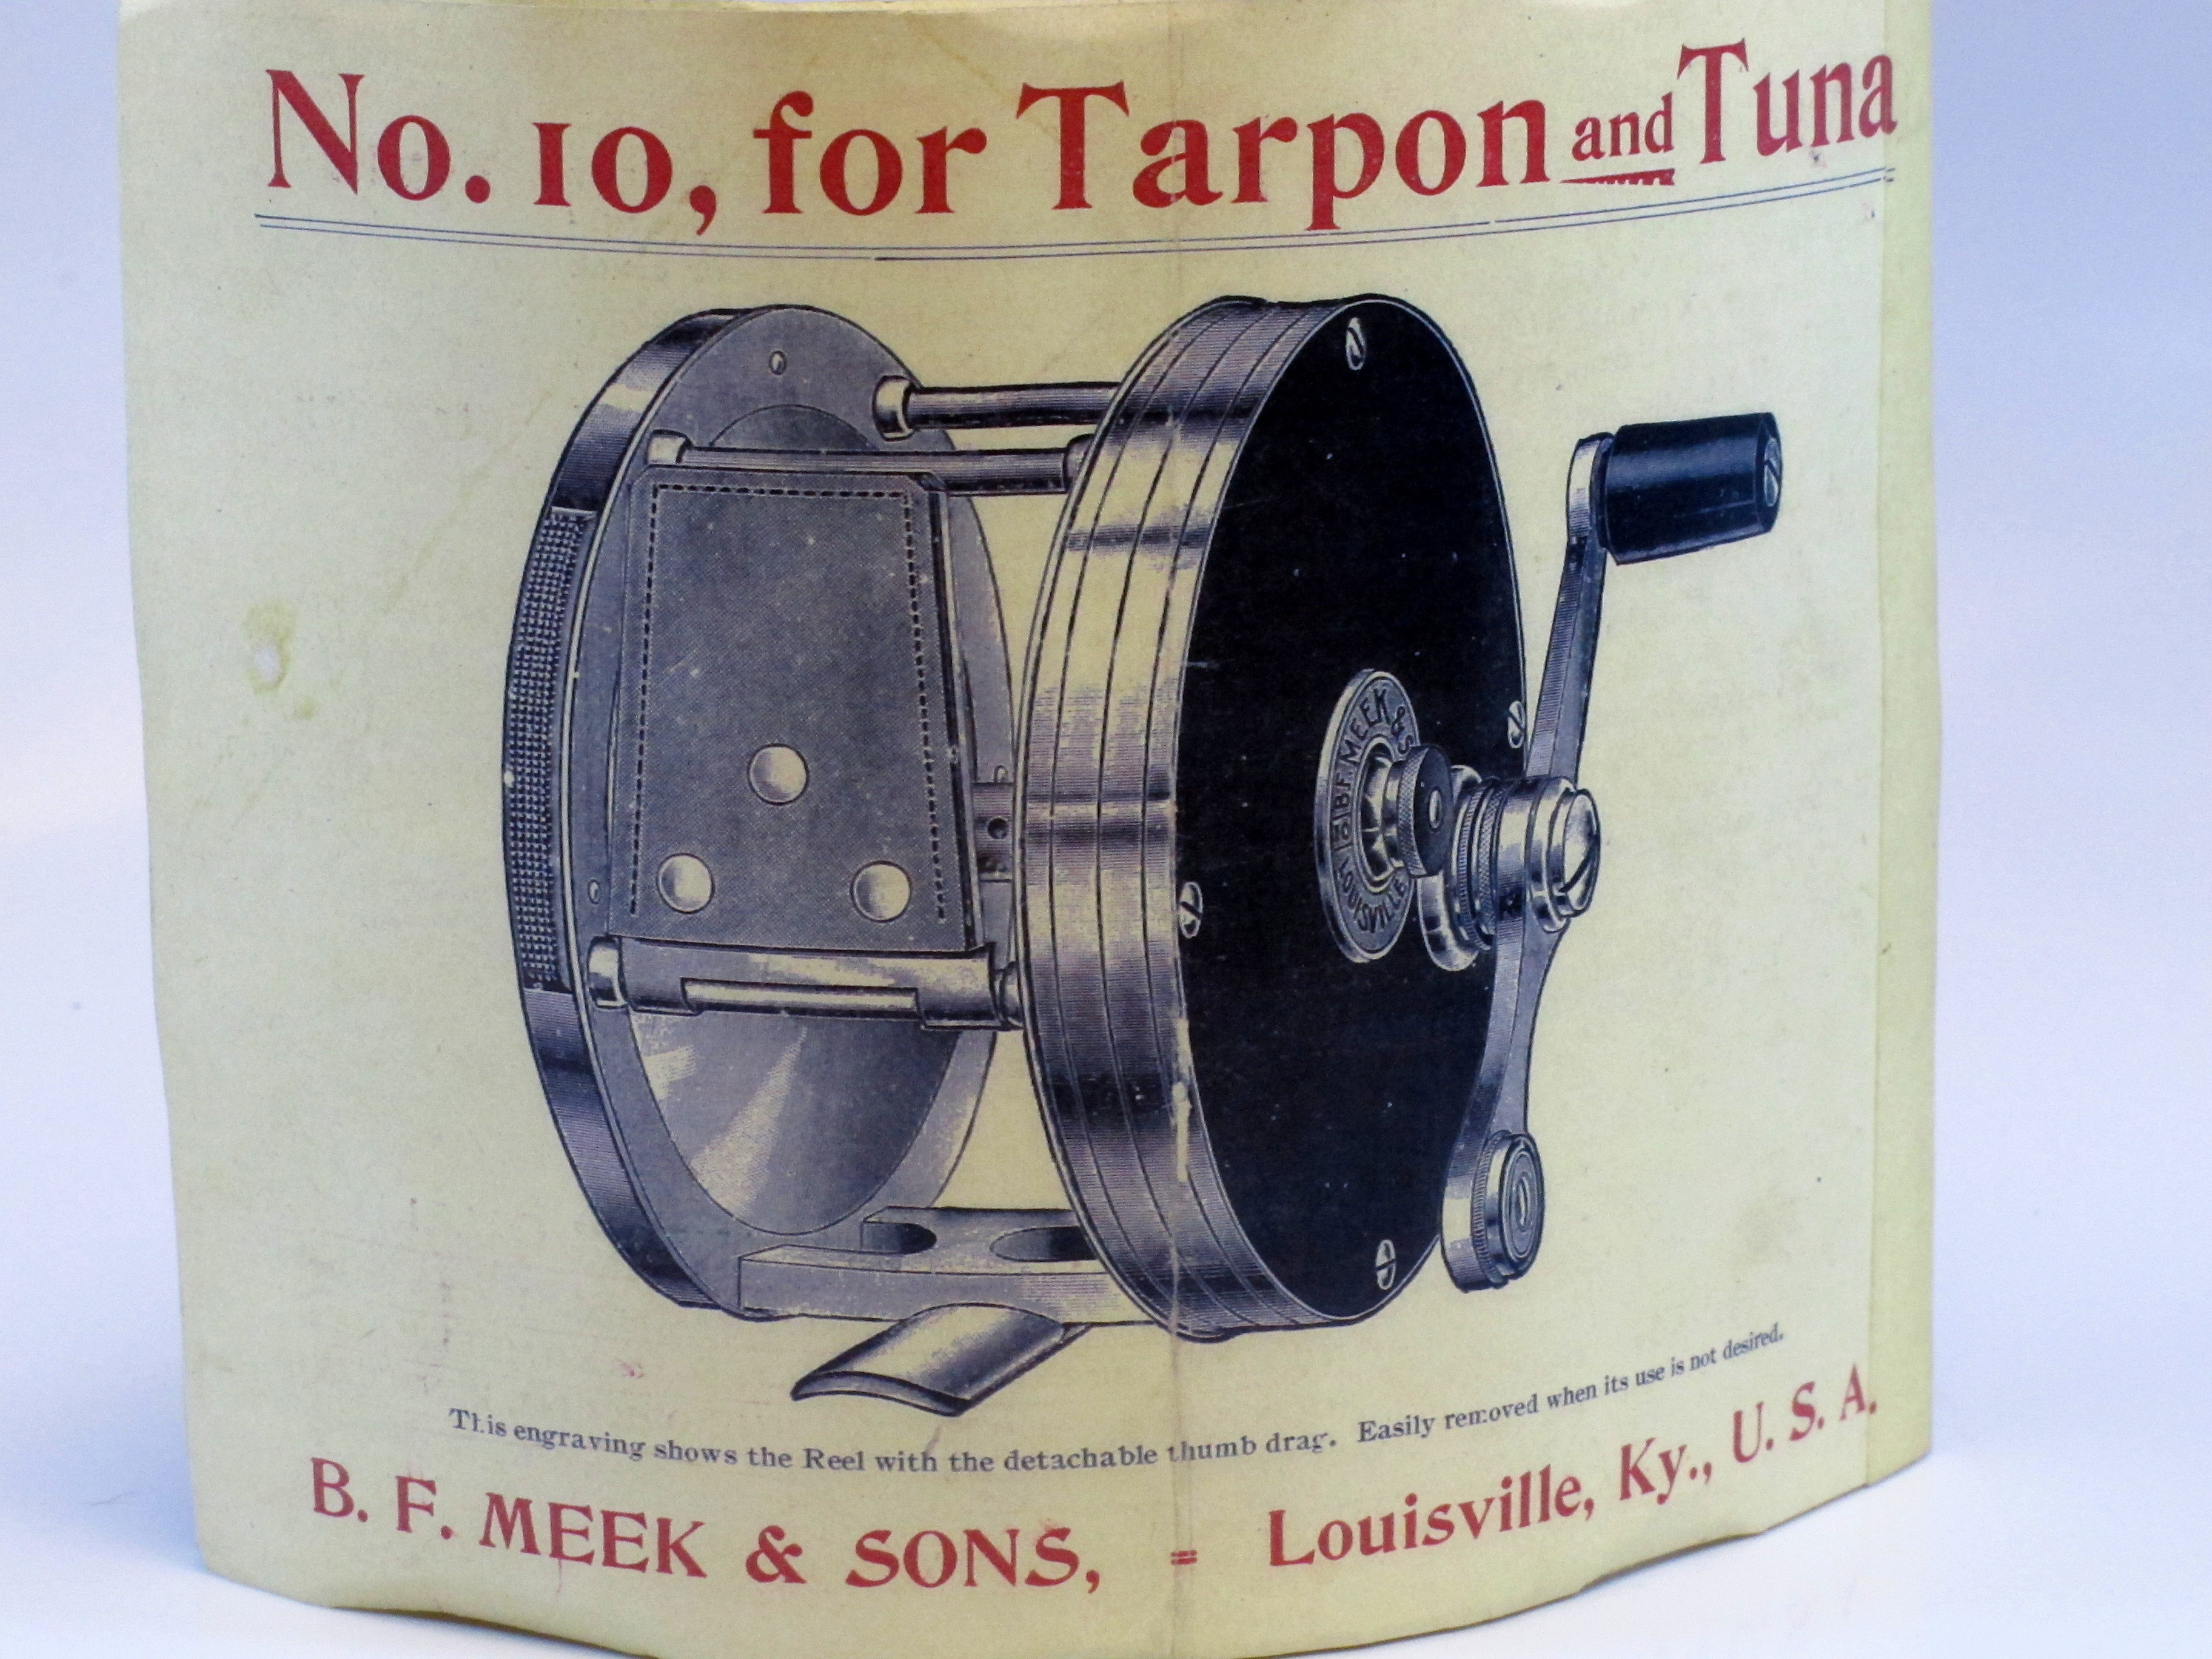 No. 10, for Tarpon and Tuna
B. F. MEEK & S
LOUISVILLE
This engraving shows the Reel with the detachable thumb drag. Easily removed when its use is not desired.
B. F. MEEK & SONS, = Louisville, Ky., U. S. A.